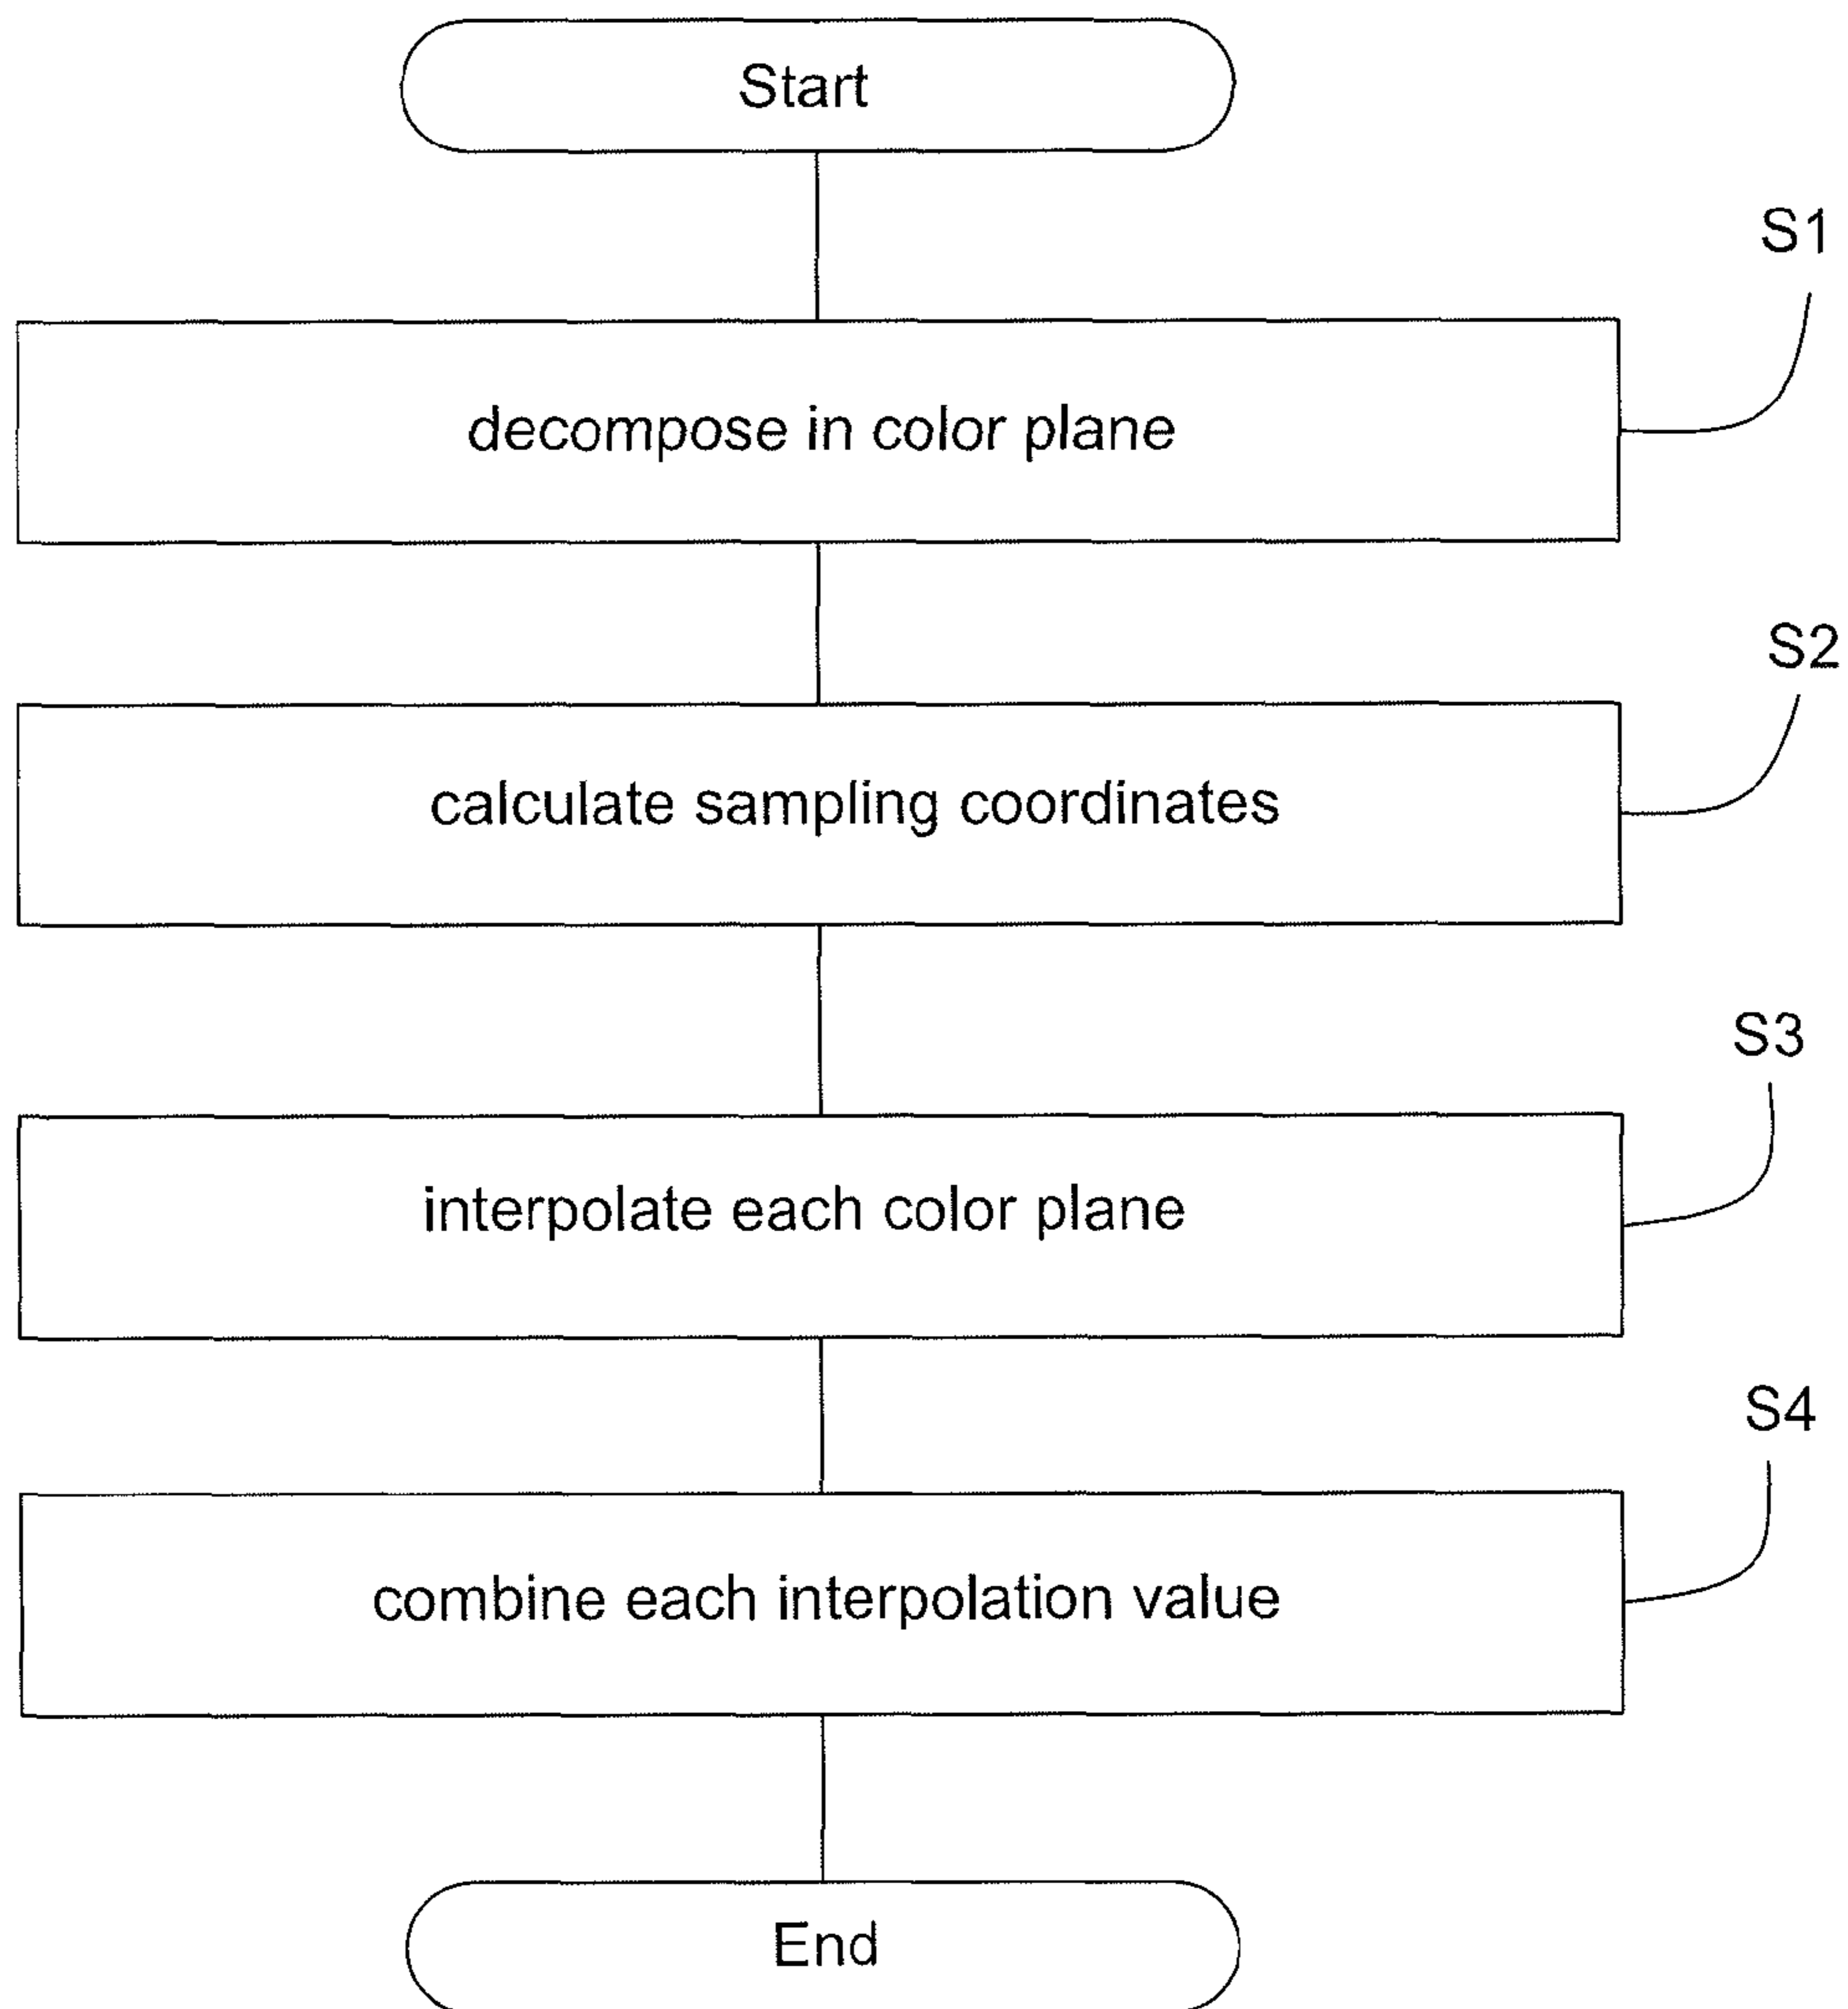 Start
S1
decompose in color plane
S2
calculate sampling coordinates
S3
interpolate each color plane
S4
combine each interpolation value
End